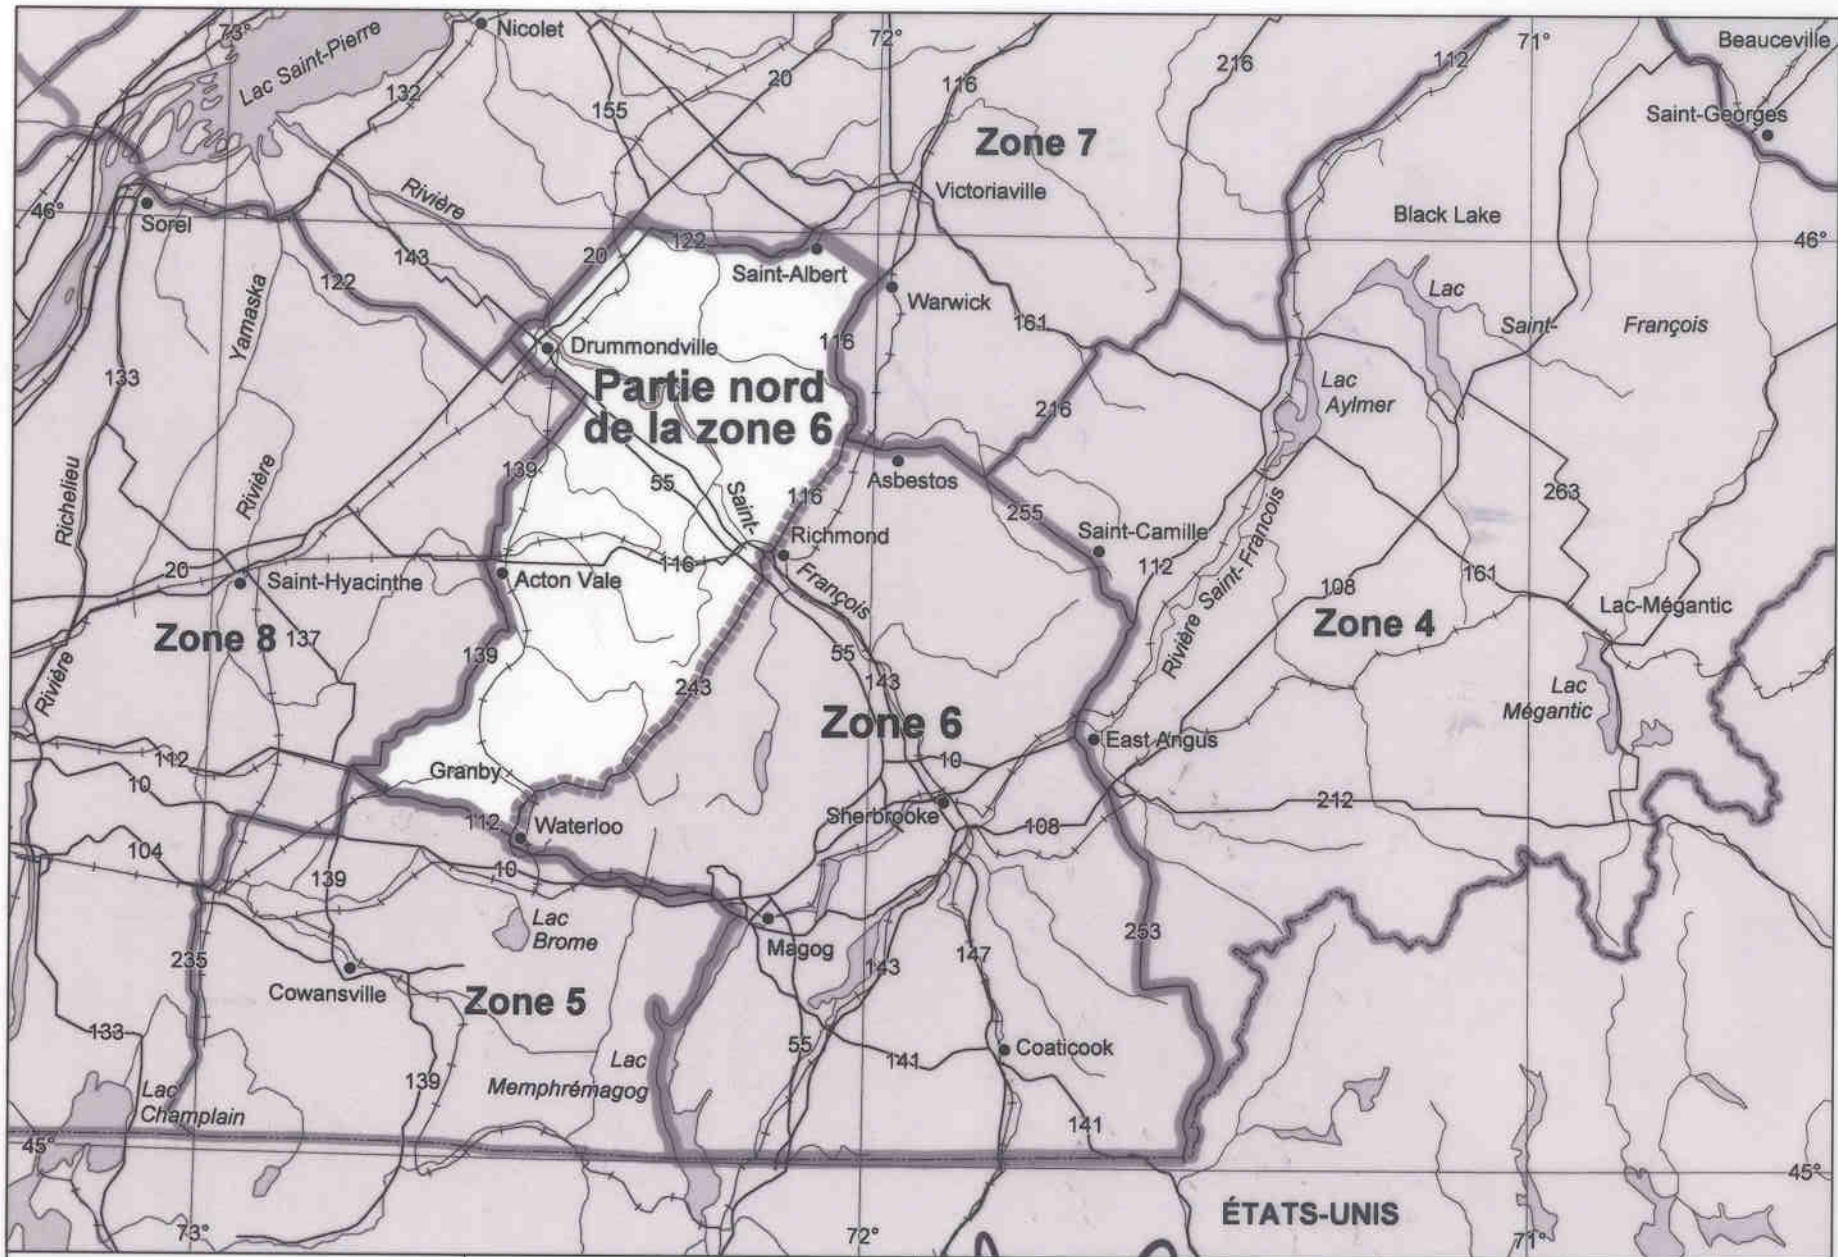 73°
Nicolet
72°
71°
Beauceville
Lac Saint-Pierre
132
155
20
116
216
112
Saint-Georges
Zone 7
Victoriaville
Rivière
46°
Sorel
Black Lake
46°
143
20
122
Saint-Albert
122
Yamaska
Warwick
Lac
161
Saint-
François
Drummondville
116
133
Partie nord
de la zone 6
Lac
Aylmer
216
139
55
Saint-
116
Asbestos
263
Richelieu
Rivière
255
Richmond
Saint-Camille
Rivière Saint-François
116
20
Saint-Hyacinthe
Acton Vale
François
112
108
161
Lac-Mégantic
Zone 8
137
Zone 4
139
55
143
243
Rivière
Lac
Mégantic
Zone 6
East Angus
112
Granby
10
10
Sherbrooke
212
112
Waterloo
108
104
10
139
Lac
Brome
Magog
253
235
143
147
Cowansville
Zone 5
133
55
141
Coaticook
Lac
Memphrémagog
139
Lac
Champlain
141
45°
45°
ÉTATS-UNIS
73°
72°
71°